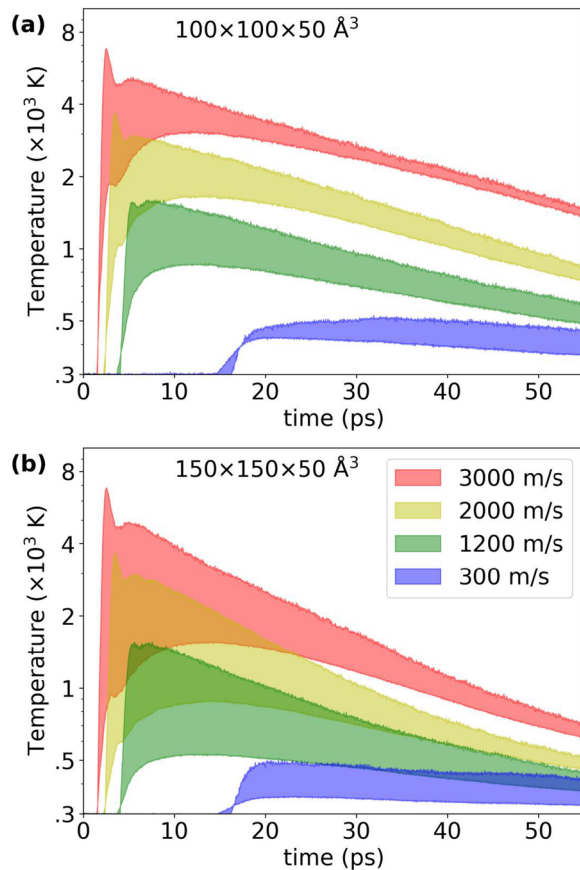 (a)
100×100×50 Å³
8
4
2
1
.5
.3
Temperature (×10³ K)
0 10 20 30 40 50
time (ps)
(b)
150×150×50 Å³
3000 m/s
2000 m/s
1200 m/s
300 m/s
8
4
2
1
.5
.3
Temperature (×10³ K)
0 10 20 30 40 50
time (ps)